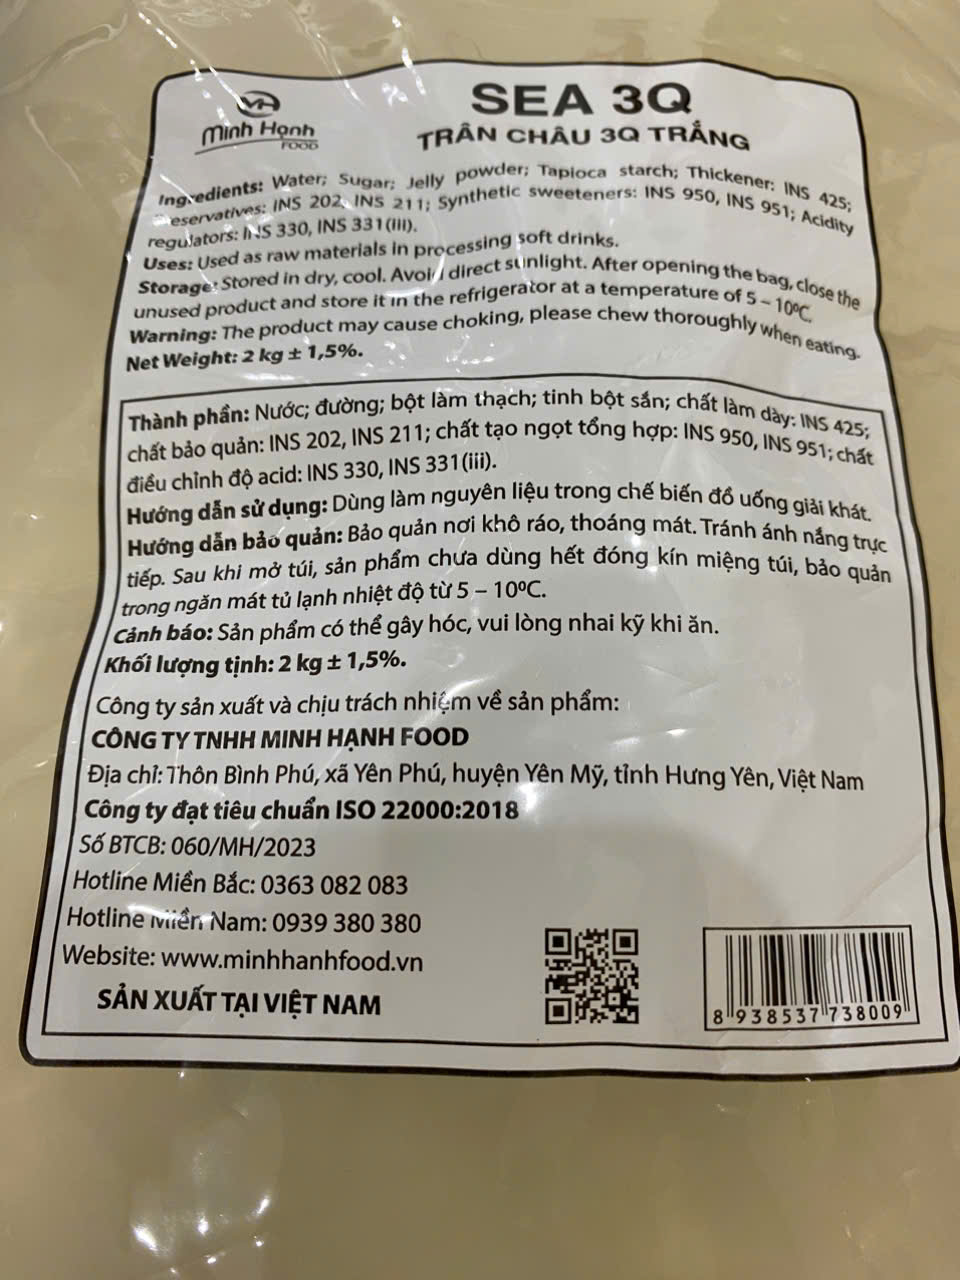 MH
Minh Hạnh
FOOD
SEA 3Q
TRÂN CHÂU 3Q TRẮNG
Ingredients: Water; Sugar; Jelly powder; Tapioca starch; Thickener: INS 425;
eservatives: INS 202, INS 211; Synthetic sweeteners: INS 950, INS 951; Acidity
regulators: INS 330, INS 331(iii).
Uses: Used as raw materials in processing soft drinks.
Storage: Stored in dry, cool. Avoid direct sunlight. After opening the bag, close the
unused product and store it in the refrigerator at a temperature of 5 – 10ºC.
Warning: The product may cause choking, please chew thoroughly when eating.
Net Weight: 2 kg ± 1,5%.
Thành phần: Nước; đường; bột làm thạch; tinh bột sắn; chất làm dày: INS 425;
chất bảo quản: INS 202, INS 211; chất tạo ngọt tổng hợp: INS 950, INS 951; chất
điều chỉnh độ acid: INS 330, INS 331(iii).
Hướng dẫn sử dụng: Dùng làm nguyên liệu trong chế biến đồ uống giải khát.
Hướng dẫn bảo quản: Bảo quản nơi khô ráo, thoáng mát. Tránh ánh nắng trực
tiếp. Sau khi mở túi, sản phẩm chưa dùng hết đóng kín miệng túi, bảo quản
trong ngăn mát tủ lạnh nhiệt độ từ 5 – 10ºC.
Cảnh báo: Sản phẩm có thể gây hóc, vui lòng nhai kỹ khi ăn.
Khối lượng tịnh: 2 kg ± 1,5%.
Công ty sản xuất và chịu trách nhiệm về sản phẩm:
CÔNG TY TNHH MINH HẠNH FOOD
Địa chỉ: Thôn Bình Phú, xã Yên Phú, huyện Yên Mỹ, tỉnh Hưng Yên, Việt Nam
Công ty đạt tiêu chuẩn ISO 22000:2018
Số BTCB: 060/MH/2023
Hotline Miền Bắc: 0363 082 083
Hotline Miền Nam: 0939 380 380
Website: www.minhhanhfood.vn
SẢN XUẤT TẠI VIỆT NAM
8 938537 738009